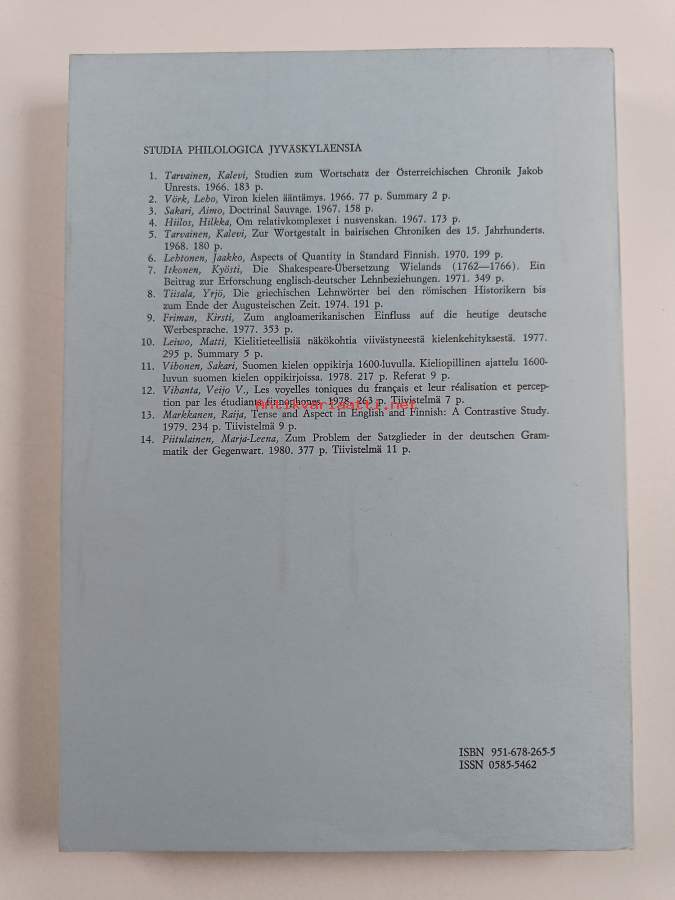 STUDIA PHILOLOGICA JYVÄSKYLÄENSIA
1. Tarvainen, Kalevi, Studien zum Wortschatz der Österreichischen Chronik Jakob
Unrests. 1966. 183 p.
2. Vörk, Lebo, Viron kielen ääntämys. 1966. 77 p. Summary 2 p.
3. Sakari, Aimo, Doctrinal Sauvage. 1967. 158 p.
4. Hiilos, Hilkka, Om relativkomplexet i nusvenskan. 1967. 173 p.
5. Tarvainen, Kalevi, Zur Wortgestalt in bairischen Chroniken des 15. Jahrhunderts.
1968. 180 p.
6. Lehtonen, Jaakko, Aspects of Quantity in Standard Finnish. 1970. 199 p.
7. Itkonen, Kyösti, Die Shakespeare-Übersetzung Wielands (1762—1766). Ein
Beitrag zur Erforschung englisch-deutscher Lehnbeziehungen. 1971. 349 p.
8. Tiisala, Yrjö, Die griechischen Lehnwörter bei den römischen Historikern bis
zum Ende der Augusteischen Zeit. 1974. 191 p.
9. Friman, Kirsti, Zum angloamerikanischen Einfluss auf die heutige deutsche
Werbesprache. 1977. 353 p.
10. Leiwo, Matti, Kielitieteellisiä näkökohtia viivästyneestä kielenkehityksestä. 1977.
295 p. Summary 5 p.
11. Vihonen, Sakari, Suomen kielen oppikirja 1600-luvulla. Kieliopillinen ajattelu 1600-
luvun suomen kielen oppikirjoissa. 1978. 217 p. Referat 9 p.
12. Vihanta, Veijo V., Les voyelles toniques du français et leur réalisation et percep-
tion par les étudiants finnophones. 1978. 263 p. Tiivistelmä 7 p.
Antikvariaatti.net
13. Markkanen, Raija, Tense and Aspect in English and Finnish: A Contrastive Study.
1979. 234 p. Tiivistelmä 9 p.
14. Piitulainen, Marja-Leena, Zum Problem der Satzglieder in der deutschen Gram-
matik der Gegenwart. 1980. 377 p. Tiivistelmä 11 p.
ISBN 951-678-265-5
ISSN 0585-5462